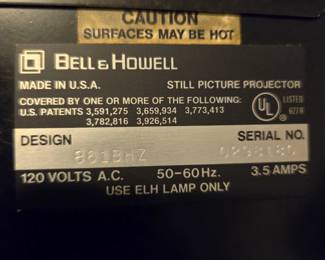 CAUTION
SURFACES MAY BE HOT
BELL & HOWELL
MADE IN U.S.A. STILL PICTURE PROJECTOR
COVERED BY ONE OR MORE OF THE FOLLOWING:
U.S. PATENTS 3,591,275 3,659,934 3,773,413
3,782,816 3,926,514
UL LISTED
627B
DESIGN SERIAL NO.
861BHZ
120 VOLTS A.C. 50-60Hz. 3.5 AMPS
USE ELH LAMP ONLY